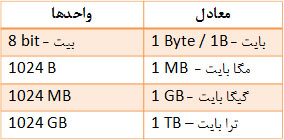 واحدها معادل
8 bit - بیت 1 Byte / 1B - بایت
1024 B 1 MB - مگا بایت
1024 MB 1 GB - گیگا بایت
1024 GB 1 TB – ترا بایت